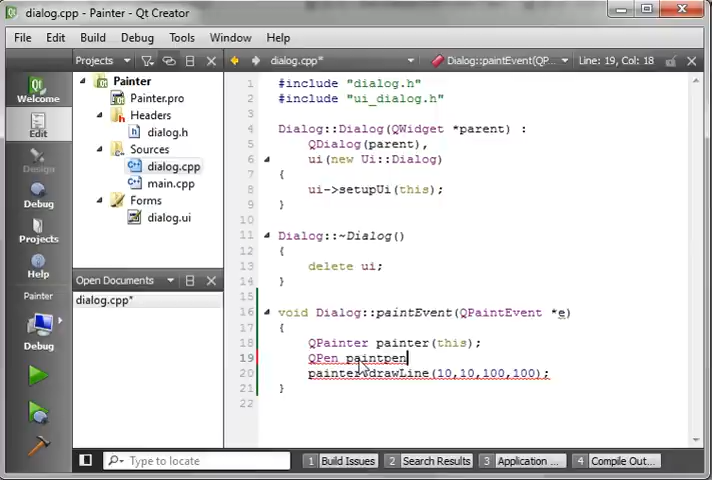 dialog.cpp - Painter - Qt Creator
File Edit Build Debug Tools Window Help
Projects dialog.cpp* Dialog::paintEvent(QP... Line: 19, Col: 18
Welcome
Edit
Design
Debug
Projects
Help
Painter
Debug
Painter
Painter.pro
Headers
dialog.h
Sources
dialog.cpp
main.cpp
Forms
dialog.ui
Open Documents
dialog.cpp*
1 #include "dialog.h"
2 #include "ui_dialog.h"
3
4 Dialog::Dialog(QWidget *parent) :
5 QDialog(parent),
6 ui(new Ui::Dialog)
7 {
8 ui->setupUi(this);
9 }
10
11 Dialog::~Dialog()
12 {
13 delete ui;
14 }
15
16 void Dialog::paintEvent(QPaintEvent *e)
17 {
18 QPainter painter(this);
19 QPen paintpen
20 painter.drawLine(10,10,100,100);
21 }
22
Type to locate 1 Build Issues 2 Search Results 3 Application ... 4 Compile Out...